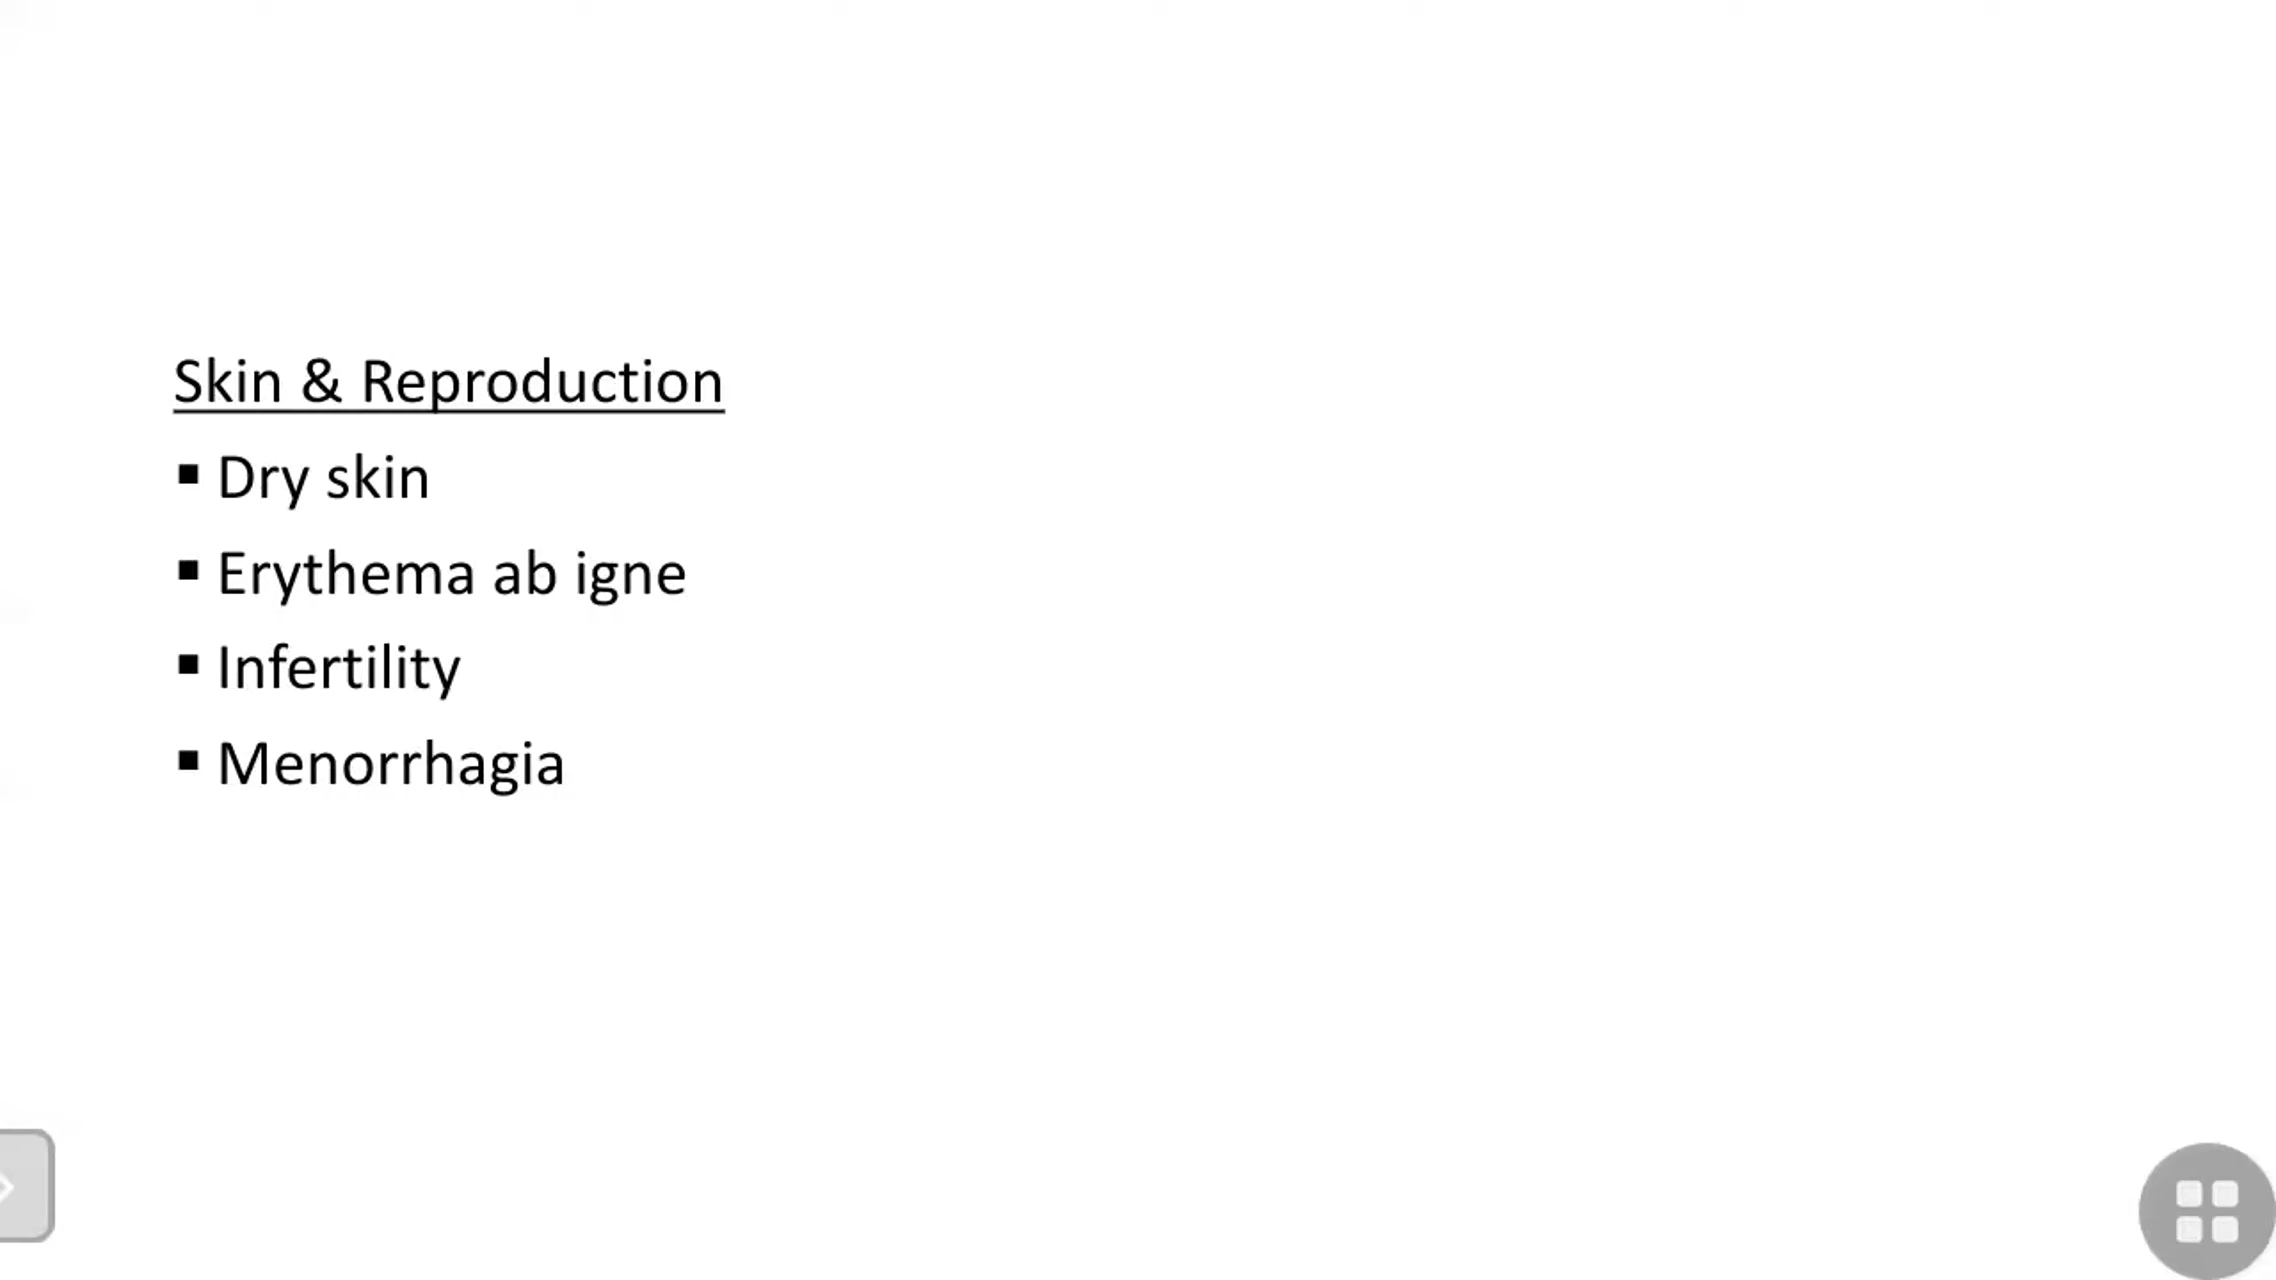 Skin & Reproduction
▪ Dry skin
▪ Erythema ab igne
▪ Infertility
▪ Menorrhagia